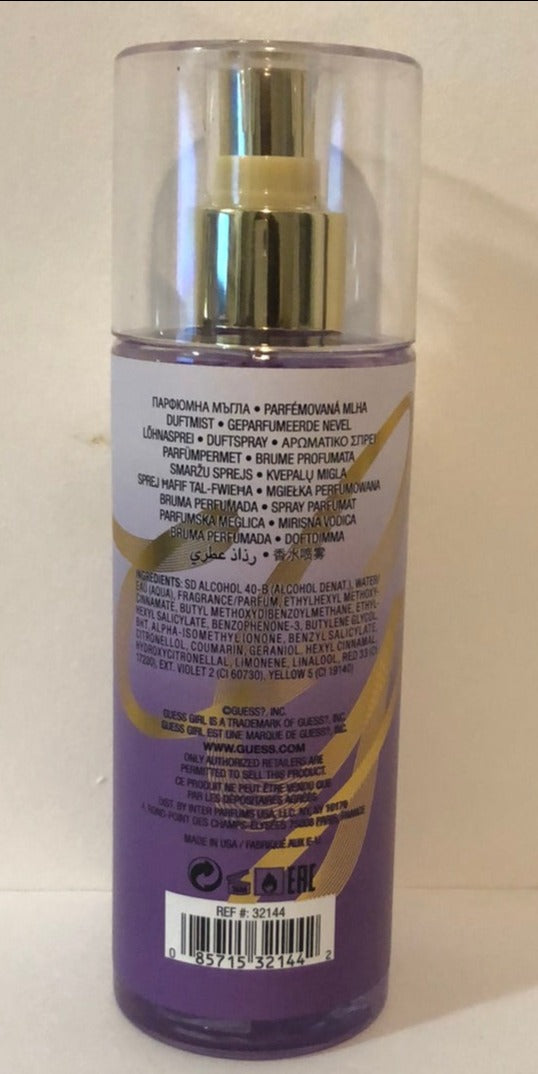 ПАРФЮМНА МЪГЛА • PARFÉMOVANÁ MLHA
DUFTMIST • GEPARFUMEERDE NEVEL
LÕHNASPREI • DUFTSPRAY • ΑΡΩΜΑΤΙΚΟ ΣΠΡΕΪ
PARFÜMPERMET • BRUME PROFUMATA
SMARŽU SPREJS • KVEPALŲ MIGLA
SPREJ ĦAFIF TAL-FWIEĦA • MGIEŁKA PERFUMOWANA
BRUMA PERFUMADA • SPRAY PARFUMAT
PARFUMSKA MEGLICA • MIRISNA VODICA
BRUMA PERFUMADA • DOFTDIMMA
رذاذ عطري • 香水喷雾
INGREDIENTS: SD ALCOHOL 40-B (ALCOHOL DENAT.), WATER/
EAU (AQUA), FRAGRANCE/PARFUM, ETHYLHEXYL METHOXY-
CINNAMATE, BUTYL METHOXYDIBENZOYLMETHANE, ETHYL-
HEXYL SALICYLATE, BENZOPHENONE-3, BUTYLENE GLYCOL,
BHT, ALPHA-ISOMETHYL IONONE, BENZYL SALICYLATE,
CITRONELLOL, COUMARIN, GERANIOL, HEXYL CINNAMAL,
HYDROXYCITRONELLAL, LIMONENE, LINALOOL, RED 33 (CI
17200), EXT. VIOLET 2 (CI 60730), YELLOW 5 (CI 19140)
©GUESS?, INC.
GUESS GIRL IS A TRADEMARK OF GUESS?, INC.
GUESS GIRL EST UNE MARQUE DE GUESS?, INC.
WWW.GUESS.COM
ONLY AUTHORIZED RETAILERS ARE
PERMITTED TO SELL THIS PRODUCT.
CE PRODUIT NE PEUT ÊTRE VENDU QUE
PAR LES DÉPOSITAIRES AGRÉÉS.
DIST. BY INTER PARFUMS USA, LLC. NY, NY 10176
4 ROND-POINT DES CHAMPS-ELYSÉES 75008 PARIS/FRANCE
MADE IN USA / FABRIQUÉ AUX É-U
EAC
REF #: 32144
0 85715 32144 2